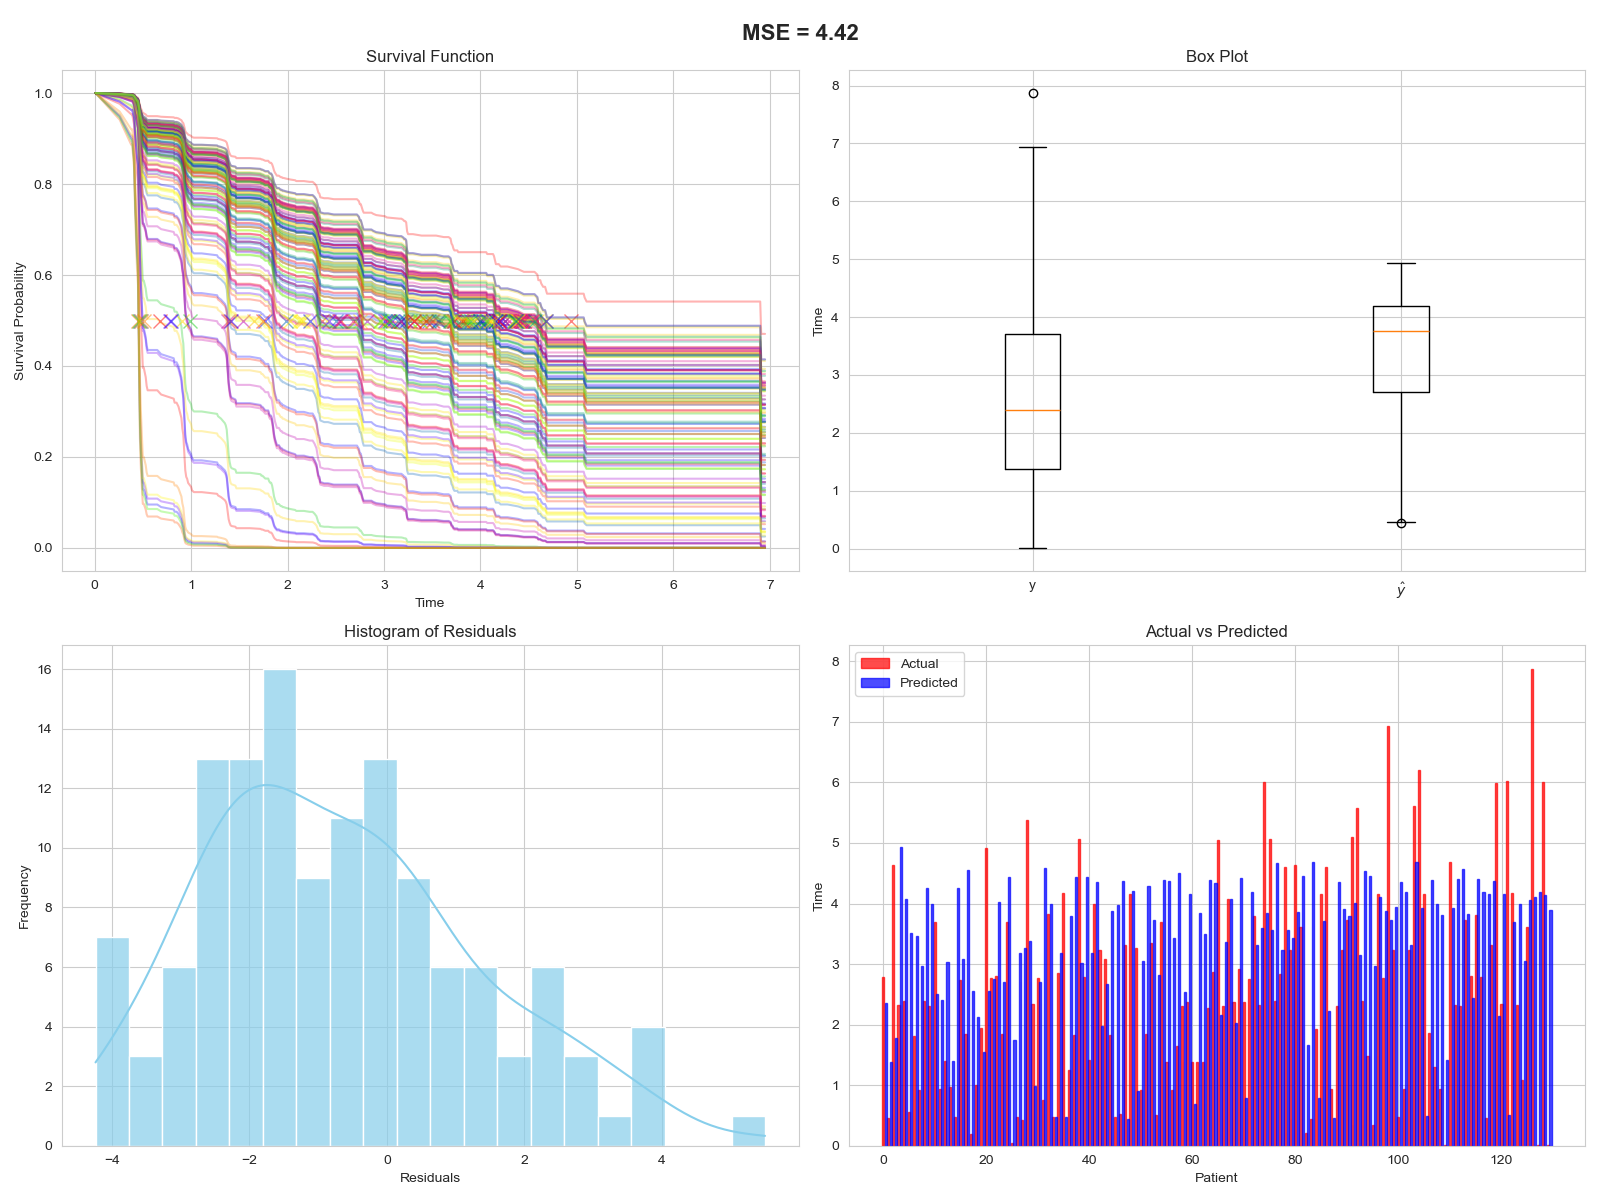 MSE = 4.42
Survival Function
1.0
0.8
0.6
0.4
0.2
0.0
Survival Probability
0 1 2 3 4 5 6 7
Time
Box Plot
8
7
6
5
4
3
2
1
0
Time
y ŷ
Histogram of Residuals
16
14
12
10
8
6
4
2
0
Frequency
−4 −2 0 2 4
Residuals
Actual vs Predicted
Actual
Predicted
8
7
6
5
4
3
2
1
0
Time
0 20 40 60 80 100 120
Patient